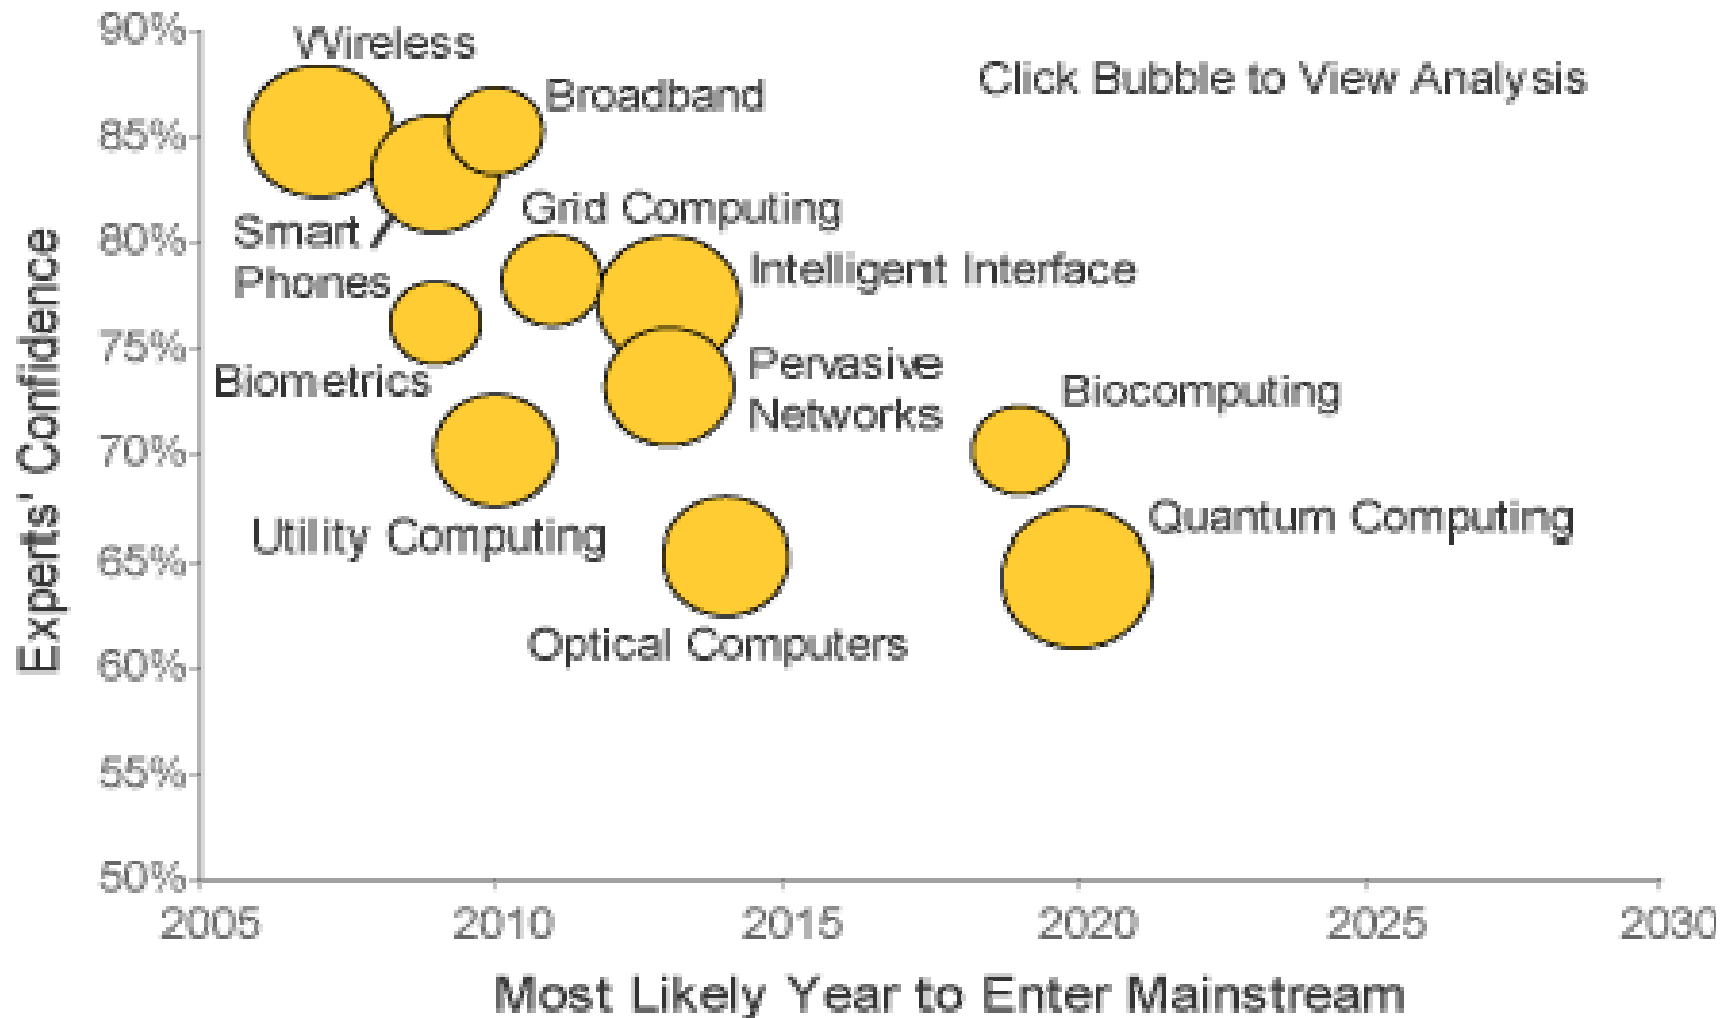 90%
Wireless
Click Bubble to View Analysis
Broadband
85%
Grid Computing
Smart
Phones
80%
Intelligent Interface
75%
Biometrics
Pervasive
Networks
Biocomputing
70%
Quantum Computing
Utility Computing
65%
Optical Computers
60%
55%
50%
Experts' Confidence
2005 2010 2015 2020 2025 2030
Most Likely Year to Enter Mainstream